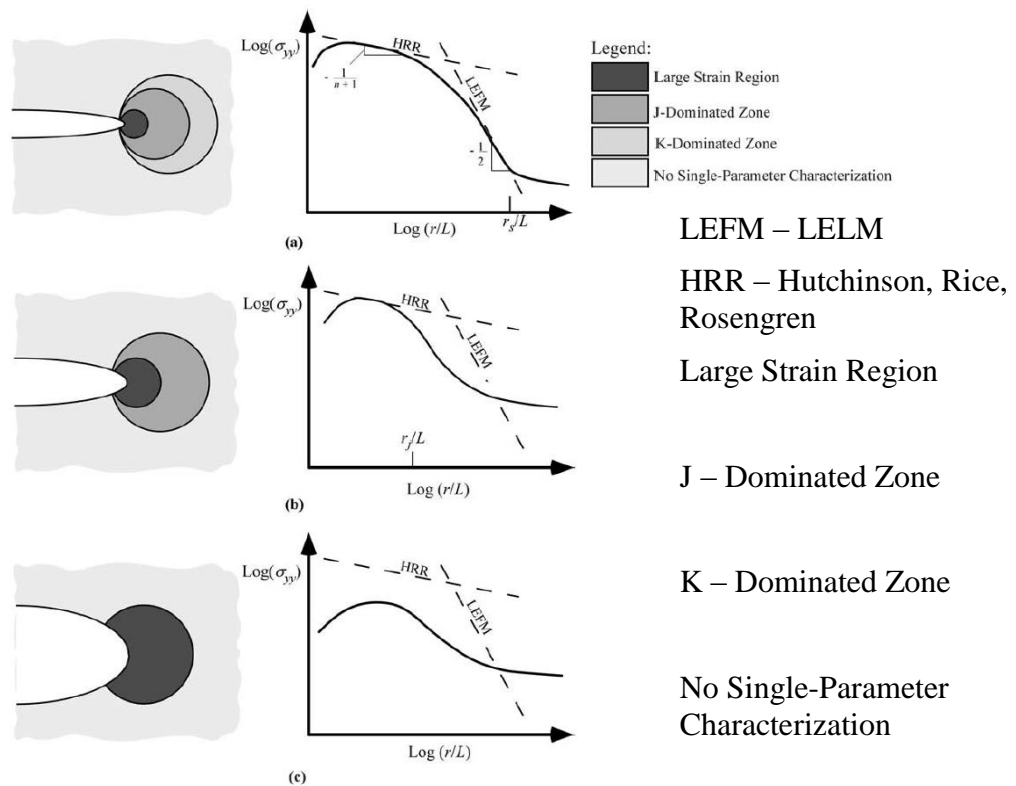 Log(σyy)
HRR
- 1/(n + 1)
LEFM
- 1/2
Log (r/L)
rs/L
(a)
Legend:
Large Strain Region
J-Dominated Zone
K-Dominated Zone
No Single-Parameter Characterization
LEFM – LELM
HRR – Hutchinson, Rice,
Rosengren
Large Strain Region
J – Dominated Zone
K – Dominated Zone
No Single-Parameter
Characterization
Log(σyy)
HRR
LEFM
rJ/L
Log (r/L)
(b)
Log(σyy)
HRR
LEFM
Log (r/L)
(c)